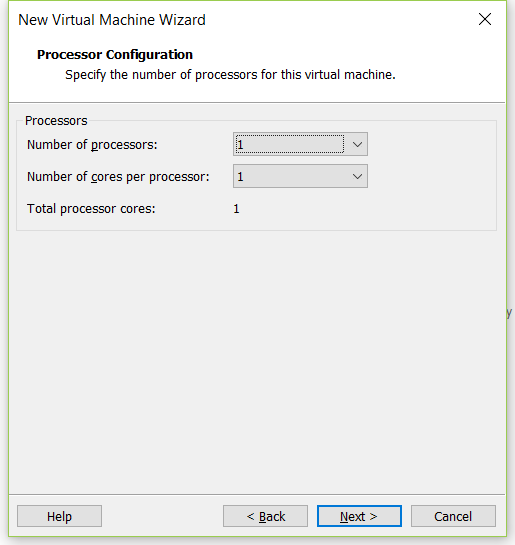 New Virtual Machine Wizard
Processor Configuration
Specify the number of processors for this virtual machine.
Processors
Number of processors: 1
Number of cores per processor: 1
Total processor cores: 1
y
Help < Back Next > Cancel